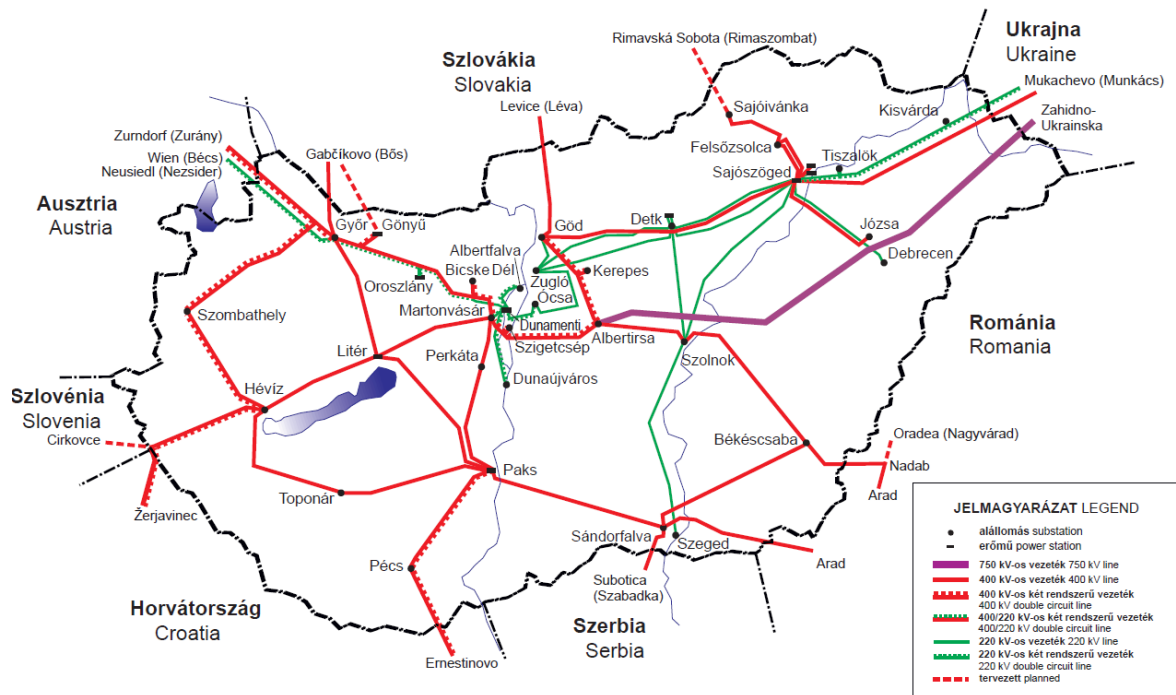 Rimavská Sobota (Rimaszombat)
Ukrajna
Ukraine
Szlovákia
Slovakia
Mukachevo (Munkács)
Levice (Léva)
Sajóivánka
Kisvárda
Zahidno-
Ukrainska
Zurndorf (Zurány)
Gabčíkovo (Bős)
Felsőzsolca
Tiszalök
Wien (Bécs)
Neusiedl (Nezsider)
Sajószöged
Ausztria
Austria
Győr
Gönyű
Göd
Detk
Józsa
Albertfalva
Debrecen
Bicske Dél
Kerepes
Zugló
Oroszlány
Ócsa
Szombathely
Martonvásár
Dunamenti
Albertirsa
Románia
Romania
Szigetcsép
Litér
Perkáta
Szolnok
Dunaújváros
Szlovénia
Slovenia
Hévíz
Cirkovce
Békéscsaba
Oradea (Nagyvárad)
Nadab
Paks
Toponár
Arad
Žerjavinec
Sándorfalva
Szeged
Arad
Pécs
Subotica
(Szabadka)
Horvátország
Croatia
Szerbia
Serbia
Ernestinovo
JELMAGYARÁZAT LEGEND
alállomás substation
erőmű power station
750 kV-os vezeték 750 kV line
400 kV-os vezeték 400 kV line
400 kV-os két rendszerű vezeték
400 kV double circuit line
400/220 kV-os két rendszerű vezeték
400/220 kV double circuit line
220 kV-os vezeték 220 kV line
220 kV-os két rendszerű vezeték
220 kV double circuit line
tervezett planned